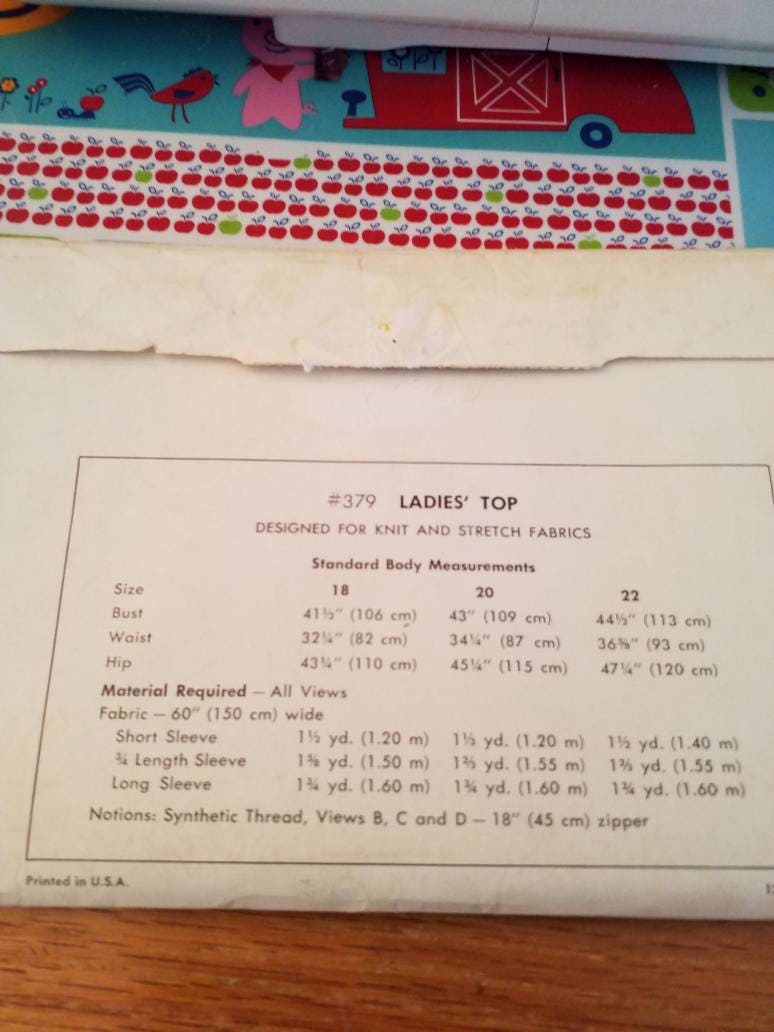 #379 LADIES' TOP
DESIGNED FOR KNIT AND STRETCH FABRICS
Standard Body Measurements
Size 18 20 22
Bust 41½" (106 cm) 43" (109 cm) 44½" (113 cm)
Waist 32¼" (82 cm) 34¼" (87 cm) 36⅝" (93 cm)
Hip 43¼" (110 cm) 45¼" (115 cm) 47¼" (120 cm)
Material Required — All Views
Fabric — 60" (150 cm) wide
Short Sleeve 1⅓ yd. (1.20 m) 1⅓ yd. (1.20 m) 1½ yd. (1.40 m)
¾ Length Sleeve 1⅝ yd. (1.50 m) 1⅔ yd. (1.55 m) 1⅔ yd. (1.55 m)
Long Sleeve 1¾ yd. (1.60 m) 1¾ yd. (1.60 m) 1¾ yd. (1.60 m)
Notions: Synthetic Thread, Views B, C and D — 18" (45 cm) zipper
Printed in U.S.A.